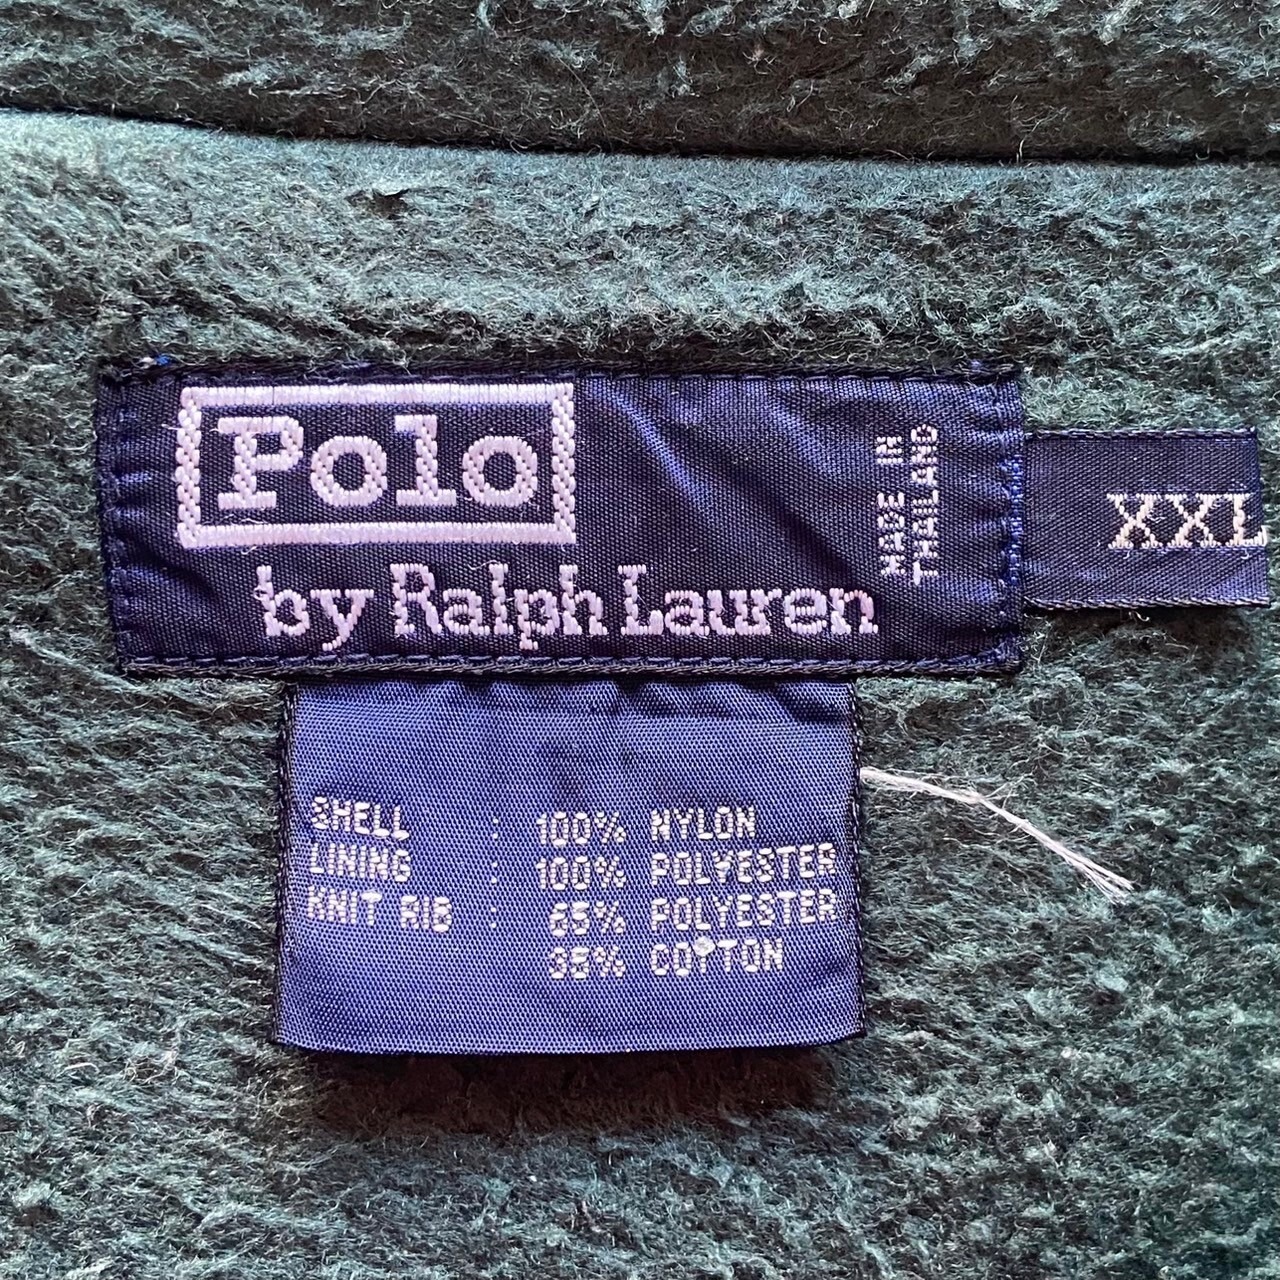 Polo
by Ralph Lauren
MADE IN
THAILAND
XXL
SHELL : 100% NYLON
LINING : 100% POLYESTER
KNIT RIB : 65% POLYESTER
35% COTTON